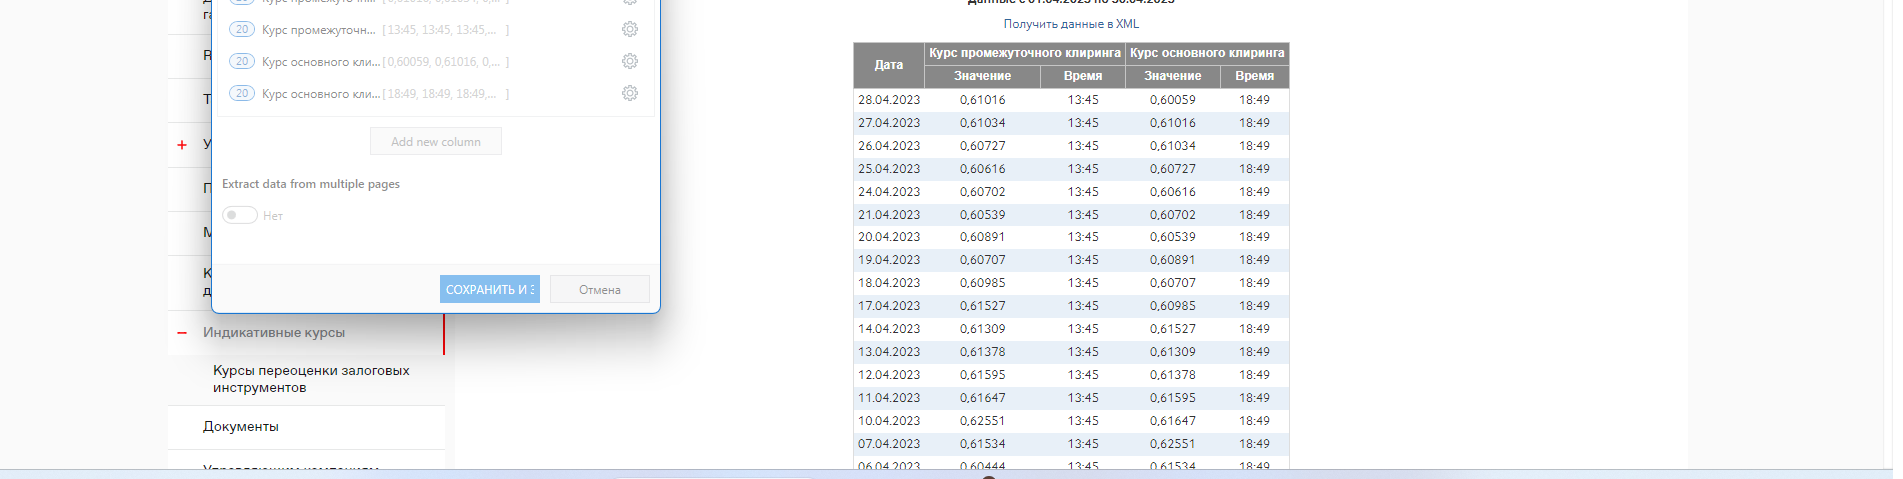 R
Т
У
П
М
К
д
Индикативные курсы
Курсы переоценки залоговых
инструментов
Документы
20 Курс промежуточн... [13:45, 13:45, 13:45,... ]
20 Курс основного кли... [0,60059, 0,61016, 0,... ]
20 Курс основного кли... [18:49, 18:49, 18:49,... ]
Add new column
Extract data from multiple pages
Нет
СОХРАНИТЬ И З
Отмена
Данные с 01.04.2023 по 30.04.2023
Получить данные в XML
Дата Курс промежуточного клиринга Курс основного клиринга
Значение Время Значение Время
28.04.2023 0,61016 13:45 0,60059 18:49
27.04.2023 0,61034 13:45 0,61016 18:49
26.04.2023 0,60727 13:45 0,61034 18:49
25.04.2023 0,60616 13:45 0,60727 18:49
24.04.2023 0,60702 13:45 0,60616 18:49
21.04.2023 0,60539 13:45 0,60702 18:49
20.04.2023 0,60891 13:45 0,60539 18:49
19.04.2023 0,60707 13:45 0,60891 18:49
18.04.2023 0,60985 13:45 0,60707 18:49
17.04.2023 0,61527 13:45 0,60985 18:49
14.04.2023 0,61309 13:45 0,61527 18:49
13.04.2023 0,61378 13:45 0,61309 18:49
12.04.2023 0,61595 13:45 0,61378 18:49
11.04.2023 0,61647 13:45 0,61595 18:49
10.04.2023 0,62551 13:45 0,61647 18:49
07.04.2023 0,61534 13:45 0,62551 18:49
06.04.2023 0,60444 13:45 0,61534 18:49